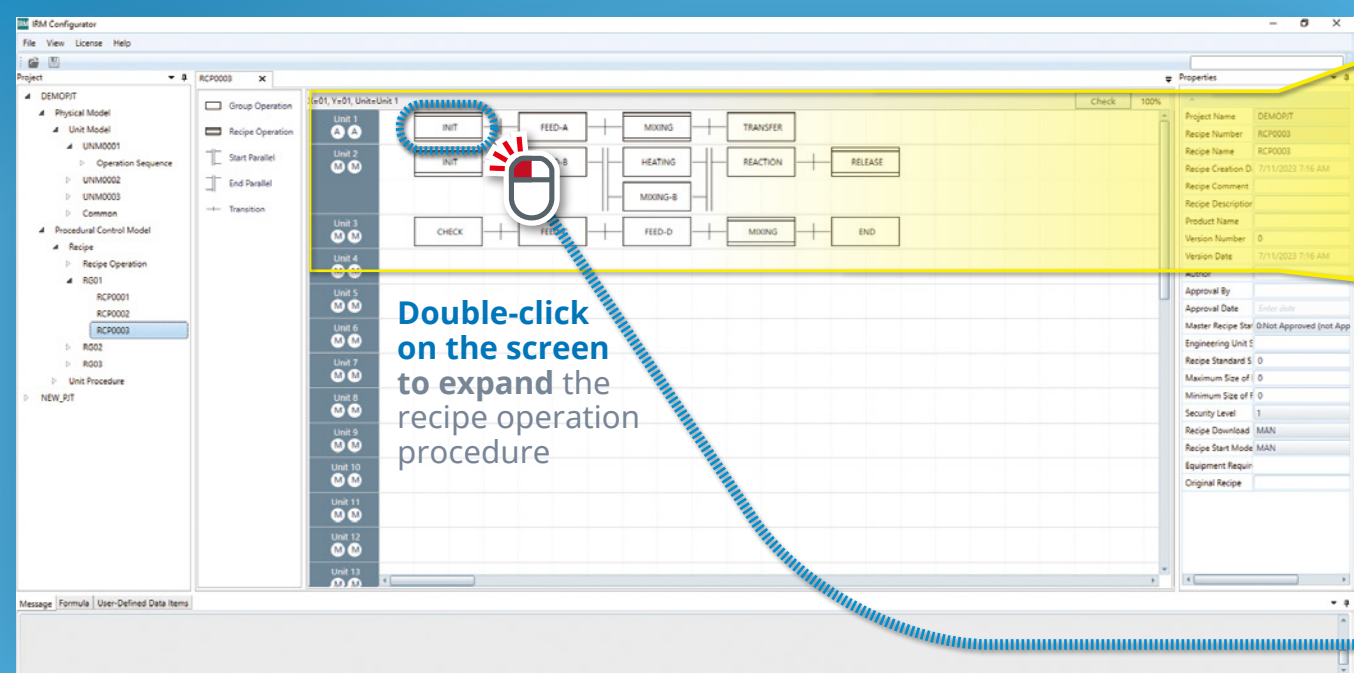 IRM IRM Configurator
File View License Help
Project
RCP0003
Properties
DEMOPJT
Physical Model
Unit Model
UNM0001
Operation Sequence
UNM0002
UNM0003
Common
Procedural Control Model
Recipe
Recipe Operation
RG01
RCP0001
RCP0002
RCP0003
RG02
RG03
Unit Procedure
NEW_PJT
Group Operation
Recipe Operation
Start Parallel
End Parallel
Transition
X=01, Y=01, Unit=Unit 1
Check 100%
Unit 1
A A
INIT FEED-A MIXING TRANSFER
Unit 2
M M
INIT HEATING REACTION RELEASE
MIXING-B
Unit 3
M M
CHECK FEED-D MIXING END
Unit 4
M M
Unit 5
M M
Unit 6
M M
Unit 7
M M
Unit 8
M M
Unit 9
M M
Unit 10
M M
Unit 11
M M
Unit 12
M M
Unit 13
M M
Double-click
on the screen
to expand the
recipe operation
procedure
Project Name DEMOPJT
Recipe Number RCP0003
Recipe Name RCP0003
Recipe Creation D 7/11/2023 7:16 AM
Recipe Comment
Recipe Description
Product Name
Version Number 0
Version Date 7/11/2023 7:16 AM
Author
Approval By
Approval Date Enter date
Master Recipe Stat 0:Not Approved (not App
Engineering Unit S
Recipe Standard S 0
Maximum Size of 0
Minimum Size of 0
Security Level 1
Recipe Download MAN
Recipe Start Mode MAN
Equipment Requir
Original Recipe
Message Formula User-Defined Data Items